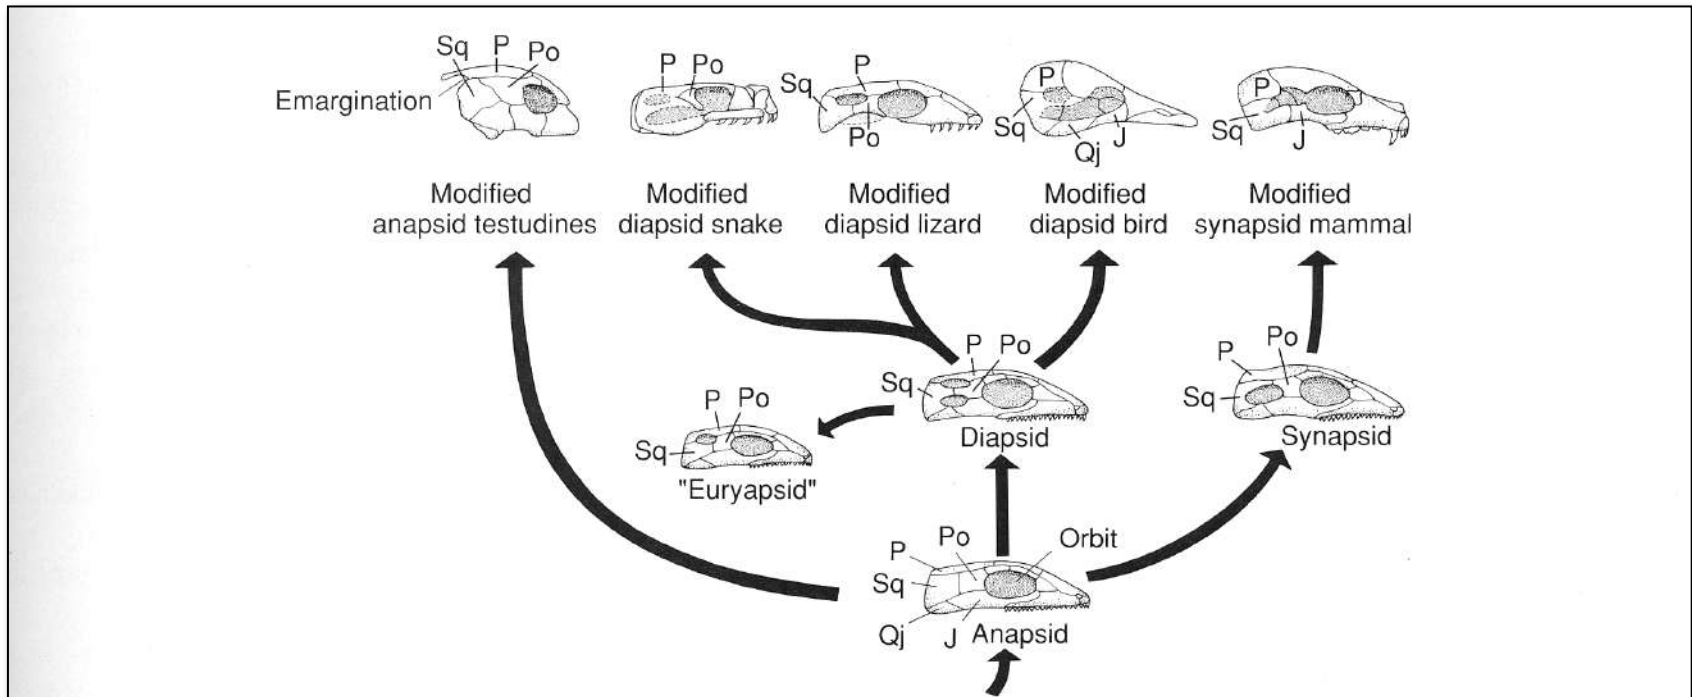 Sq P Po
Emargination
P Po
Sq P
Po
P
Sq Qj J
P
Sq J
Modified
anapsid testudines
Modified
diapsid snake
Modified
diapsid lizard
Modified
diapsid bird
Modified
synapsid mammal
P Po
Sq
Diapsid
P Po
Sq
Synapsid
P Po
Sq
"Euryapsid"
P Po Orbit
Sq
Qj J Anapsid